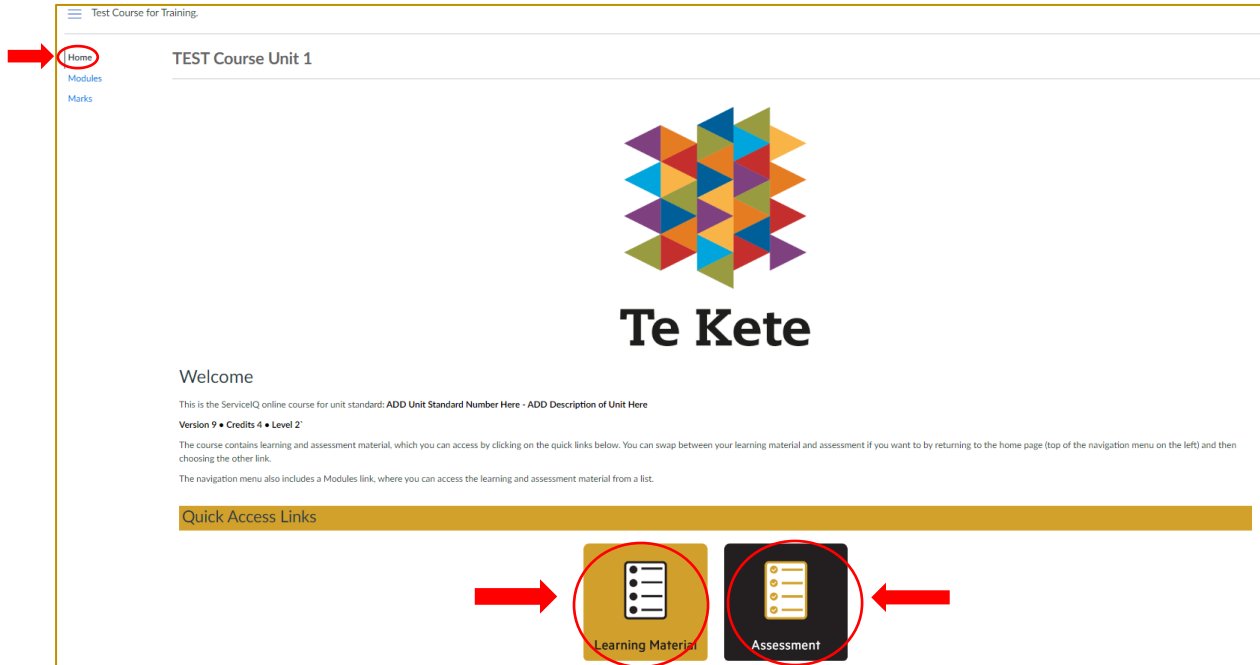 Test Course for Training.
Home
Modules
Marks
TEST Course Unit 1
Te Kete
Welcome
This is the ServiceIQ online course for unit standard: ADD Unit Standard Number Here - ADD Description of Unit Here
Version 9 • Credits 4 • Level 2`
The course contains learning and assessment material, which you can access by clicking on the quick links below. You can swap between your learning material and assessment if you want to by returning to the home page (top of the navigation menu on the left) and then
choosing the other link.
The navigation menu also includes a Modules link, where you can access the learning and assessment material from a list.
Quick Access Links
Learning Material
Assessment